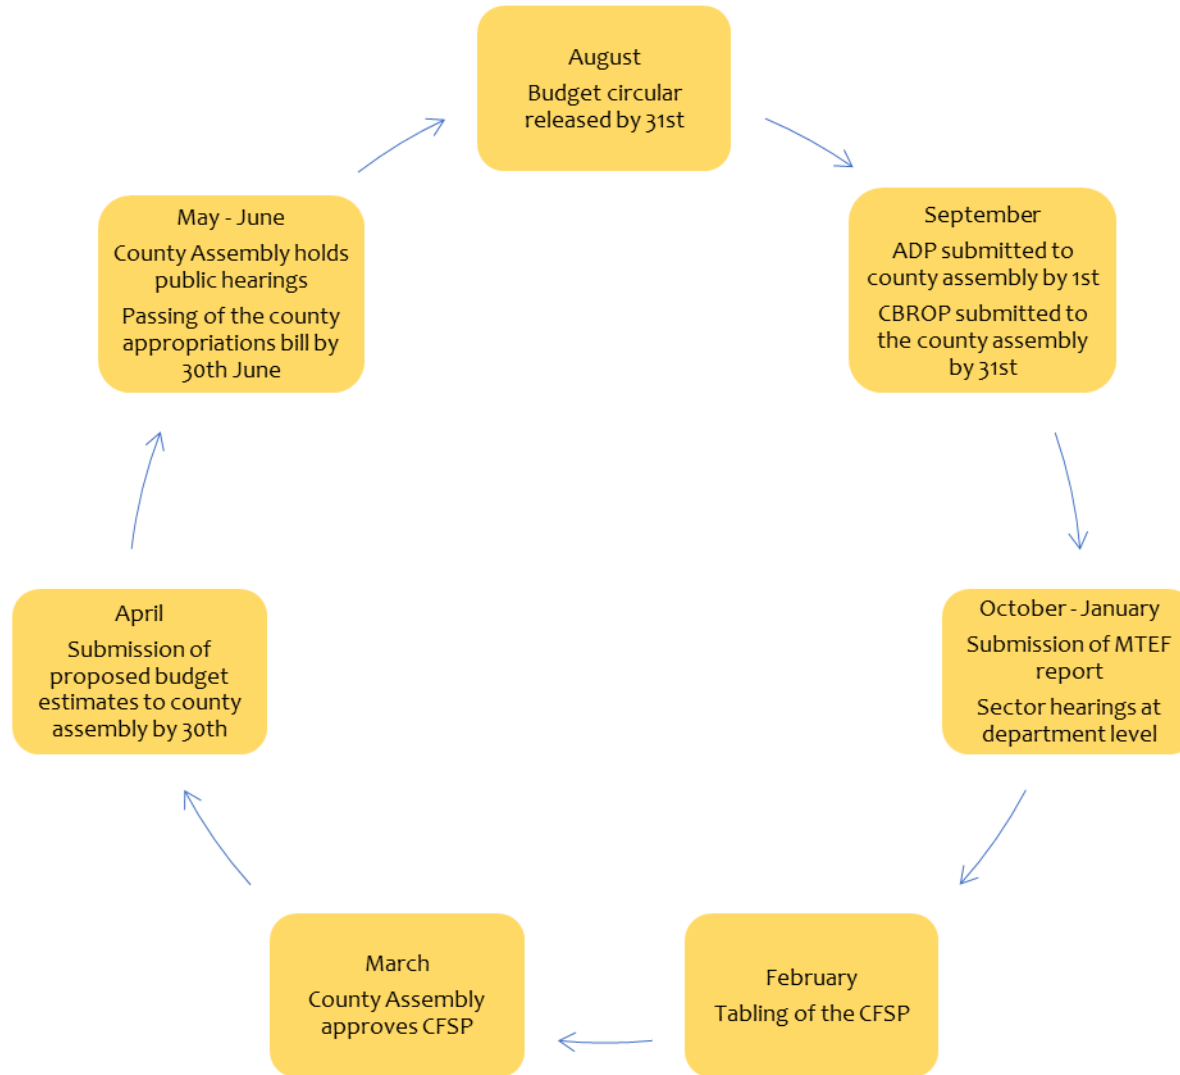 August
Budget circular
released by 31st
September
ADP submitted to
county assembly by 1st
CBROP submitted to
the county assembly
by 31st
October - January
Submission of MTEF
report
Sector hearings at
department level
February
Tabling of the CFSP
March
County Assembly
approves CFSP
April
Submission of
proposed budget
estimates to county
assembly by 30th
May - June
County Assembly holds
public hearings
Passing of the county
appropriations bill by
30th June